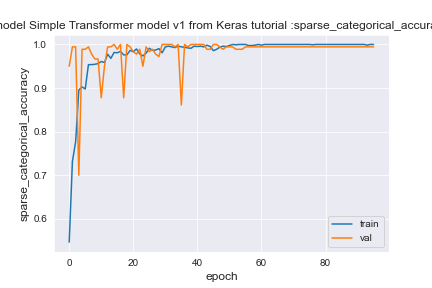 model Simple Transformer model v1 from Keras tutorial :sparse_categorical_accura
1.0
0.9
0.8
0.7
0.6
sparse_categorical_accuracy
0
20
40
60
80
epoch
train
val